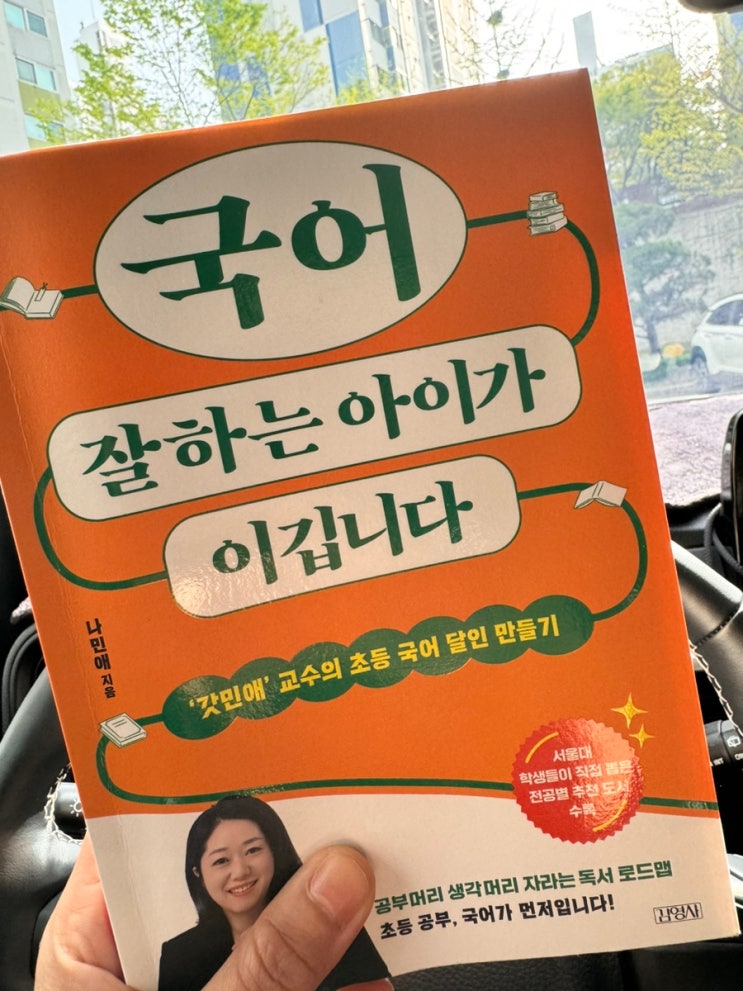 국어
잘하는 아이가
이깁니다
나민애 지음
'갓민애' 교수의 초등 국어 달인 만들기
서울대
학생들이 직접 뽑은
전공별 추천 도서
수록
공부머리 생각머리 자라는 독서 로드맵
초등 공부, 국어가 먼저입니다!
김영사